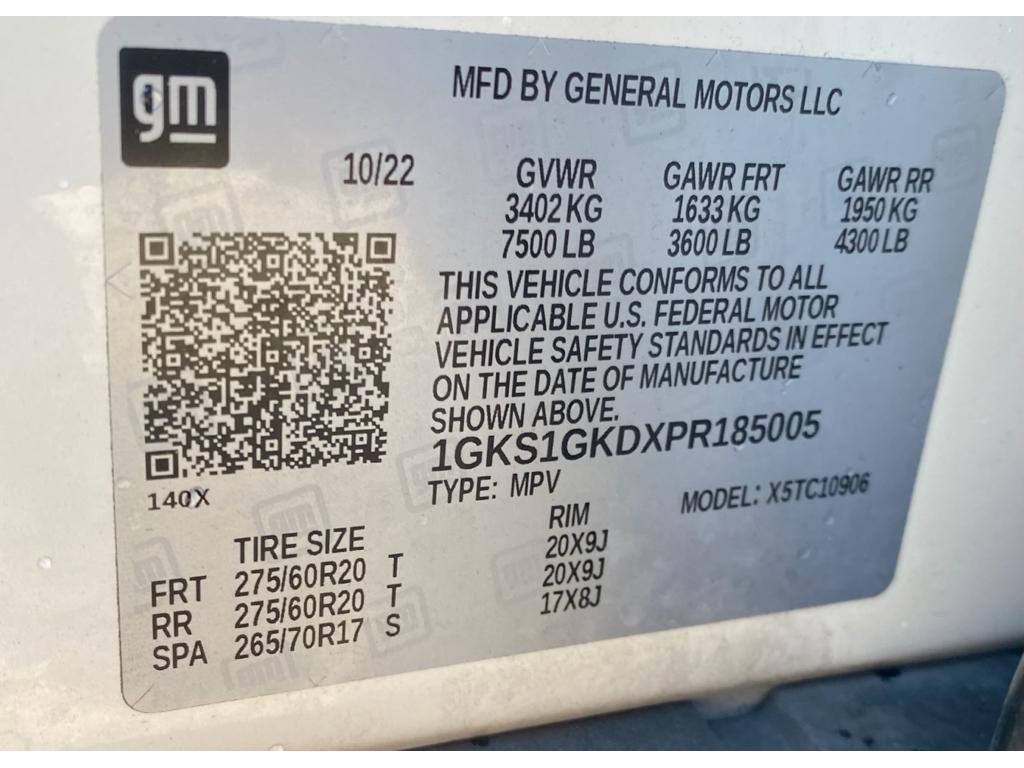 gm
MFD BY GENERAL MOTORS LLC
10/22 GVWR GAWR FRT GAWR RR
3402 KG 1633 KG 1950 KG
7500 LB 3600 LB 4300 LB
THIS VEHICLE CONFORMS TO ALL
APPLICABLE U.S. FEDERAL MOTOR
VEHICLE SAFETY STANDARDS IN EFFECT
ON THE DATE OF MANUFACTURE
SHOWN ABOVE.
1GKS1GKDXPR185005
140X TYPE: MPV MODEL: X5TC10906
TIRE SIZE RIM
FRT 275/60R20 T 20X9J
RR 275/60R20 T 20X9J
SPA 265/70R17 S 17X8J